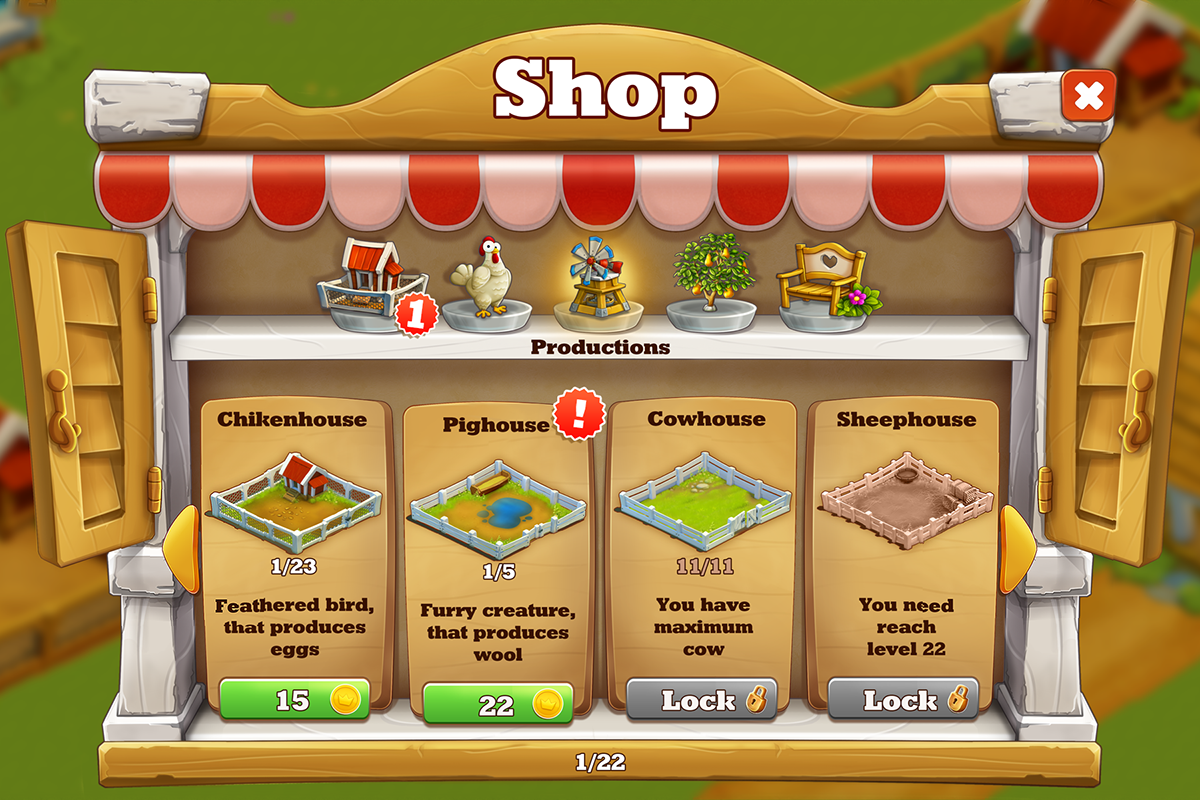 Shop
1
Productions
Chikenhouse
1/23
Feathered bird,
that produces
eggs
15
Pighouse
!
1/5
Furry creature,
that produces
wool
22
Cowhouse
11/11
You have
maximum
cow
Lock
Sheephouse
You need
reach
level 22
Lock
1/22